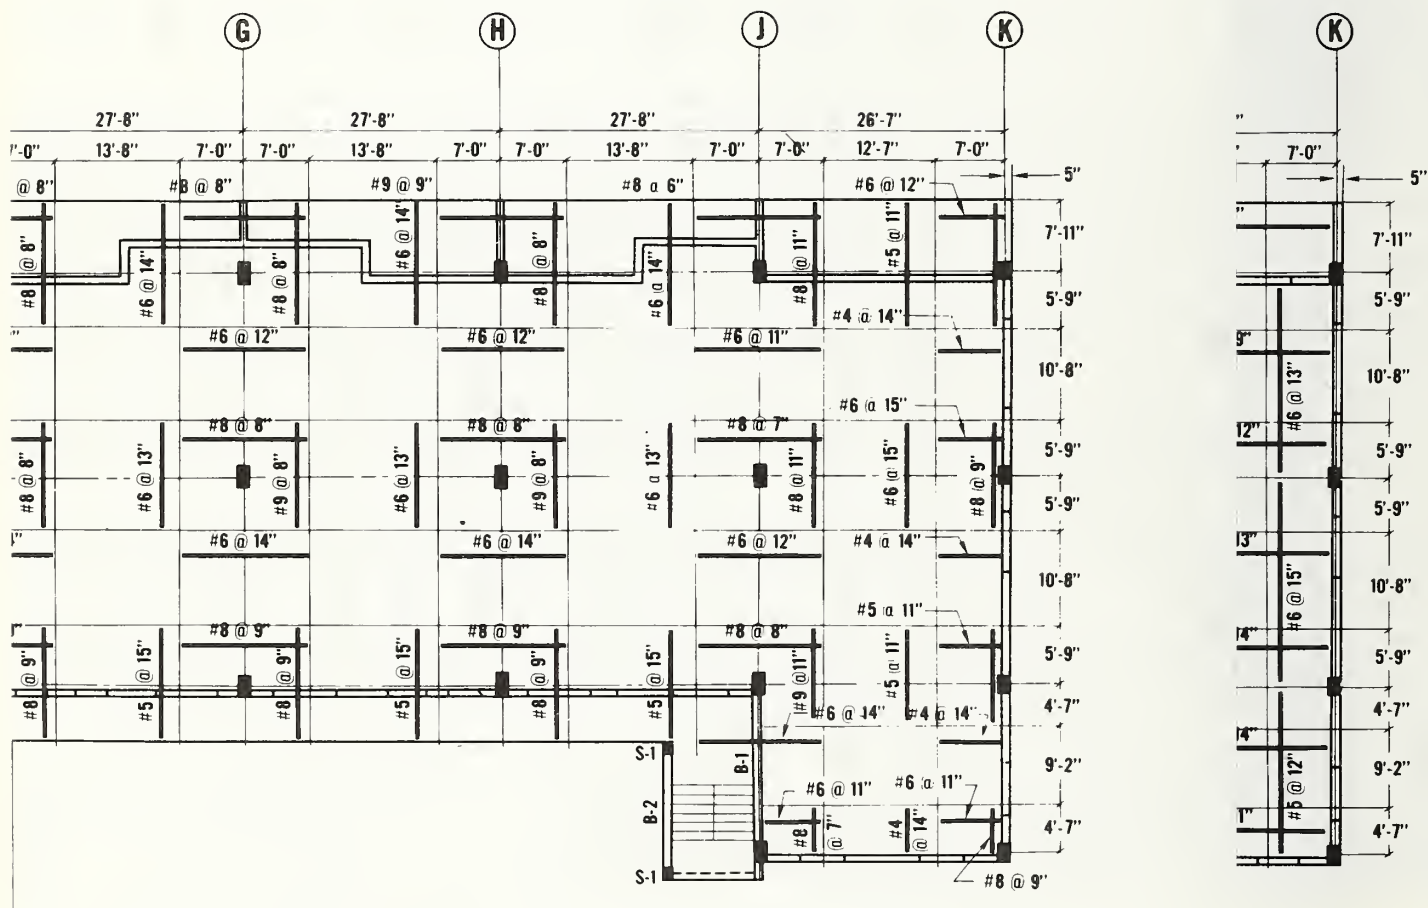 G H J K K
27'-8" 27'-8" 27'-8" 26'-7"
'-0" 13'-8" 7'-0" 7'-0" 13'-8" 7'-0" 7'-0" 13'-8" 7'-0" 7'-0" 12'-7" 7'-0" 7'-0"
@ 8" #8 @ 8" #9 @ 9" #8 @ 6" #6 @ 12" 5" 5"
#8 @ 8" #6 @ 14" #8 @ 8" #6 @ 14" #8 @ 8" #6 @ 14" #8 @ 11" #5 @ 11" 7'-11" 7'-11"
5'-9" 5'-9"
#6 @ 12" #6 @ 12" #6 @ 11" #4 @ 14"
9"
10'-8" 10'-8"
#6 @ 13"
#6 @ 15"
#8 @ 8" #8 @ 8" #8 @ 7" 12"
5'-9" 5'-9"
#8 @ 8" #6 @ 13" #9 @ 8" #6 @ 13" #9 @ 8" #6 @ 13" #8 @ 11" #6 @ 15" #8 @ 9"
5'-9" 5'-9"
#6 @ 14" #6 @ 14" #6 @ 12" #4 @ 14" 13"
10'-8" 10'-8"
#6 @ 15"
#5 @ 11"
#8 @ 9" #8 @ 9" #8 @ 8" 14"
5'-9" 5'-9"
#8 @ 9" #5 @ 15" #8 @ 9" #5 @ 15" #8 @ 9" #5 @ 15" #9 @ 11" #5 @ 11"
4'-7" 4'-7"
#6 @ 14" #4 @ 14" 14"
S-1 B-1
9'-2" 9'-2"
#5 @ 12"
B-2 #6 @ 11" #6 @ 11"
#8 @ 7" #4 @ 14" 4'-7" 1" 4'-7"
S-1 #8 @ 9"